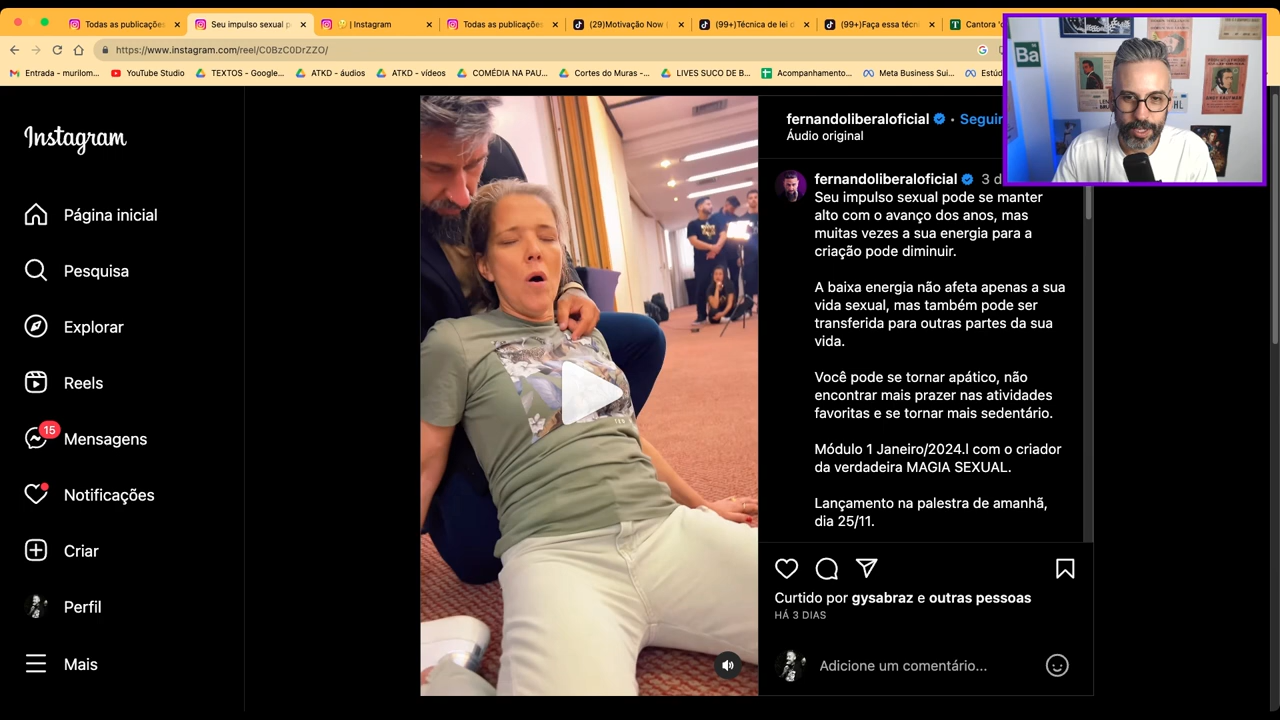 Todas as publicaçõe
Seu impulso sexual p
| Instagram
Todas as publicaçõe
(29)Motivação Now
(99+)Técnica de lei d
(99+)Faça essa técni
Cantora 'c
https://www.instagram.com/reel/C0BzC0DrZZO/
Entrada - murilom...
YouTube Studio
TEXTOS - Google...
ATKD - áudios
ATKD - vídeos
COMÉDIA NA PAU...
Cortes do Muras -...
LIVES SUCO DE B...
Acompanhamento...
Meta Business Sui...
Estúd
Ba
Instagram
Página inicial
Pesquisa
Explorar
Reels
15
Mensagens
Notificações
Criar
Perfil
Mais
fernandoliberaloficial • Seguir
Áudio original
fernandoliberaloficial 3 d
Seu impulso sexual pode se manter
alto com o avanço dos anos, mas
muitas vezes a sua energia para a
criação pode diminuir.
A baixa energia não afeta apenas a sua
vida sexual, mas também pode ser
transferida para outras partes da sua
vida.
Você pode se tornar apático, não
encontrar mais prazer nas atividades
favoritas e se tornar mais sedentário.
Módulo 1 Janeiro/2024.l com o criador
da verdadeira MAGIA SEXUAL.
Lançamento na palestra de amanhã,
dia 25/11.
Curtido por gysabraz e outras pessoas
HÁ 3 DIAS
Adicione um comentário...